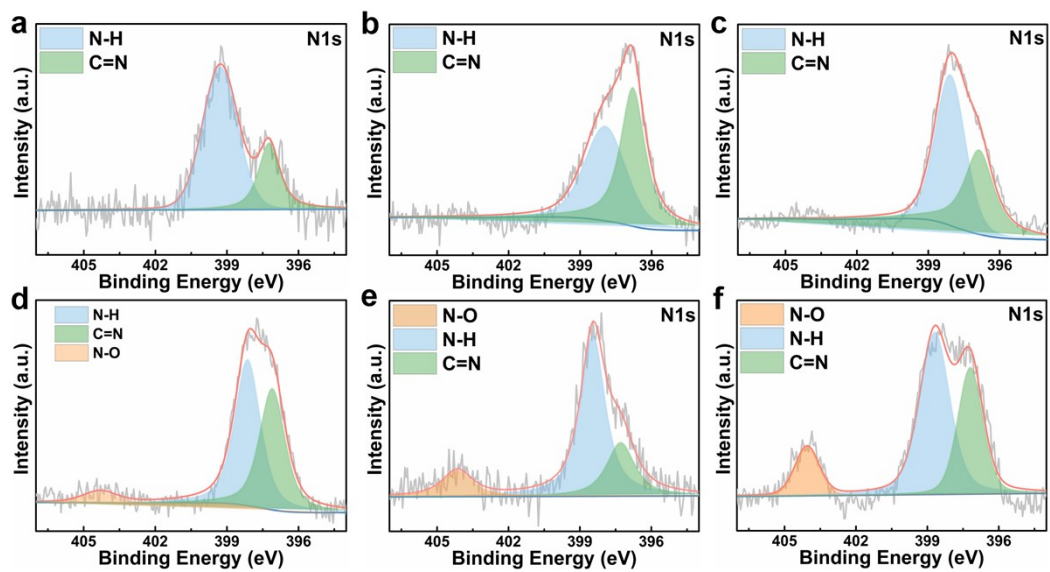 a
N-H
C=N
N1s
Intensity (a.u.)
405 402 399 396
Binding Energy (eV)
b
N-H
C=N
N1s
Intensity (a.u.)
405 402 399 396
Binding Energy (eV)
c
N-H
C=N
N1s
Intensity (a.u.)
405 402 399 396
Binding Energy (eV)
d
N-H
C=N
N-O
Intensity (a.u.)
405 402 399 396
Binding Energy (eV)
e
N-O
N-H
C=N
N1s
Intensity (a.u.)
405 402 399 396
Binding Energy (eV)
f
N-O
N-H
C=N
N1s
Intensity (a.u.)
405 402 399 396
Binding Energy (eV)